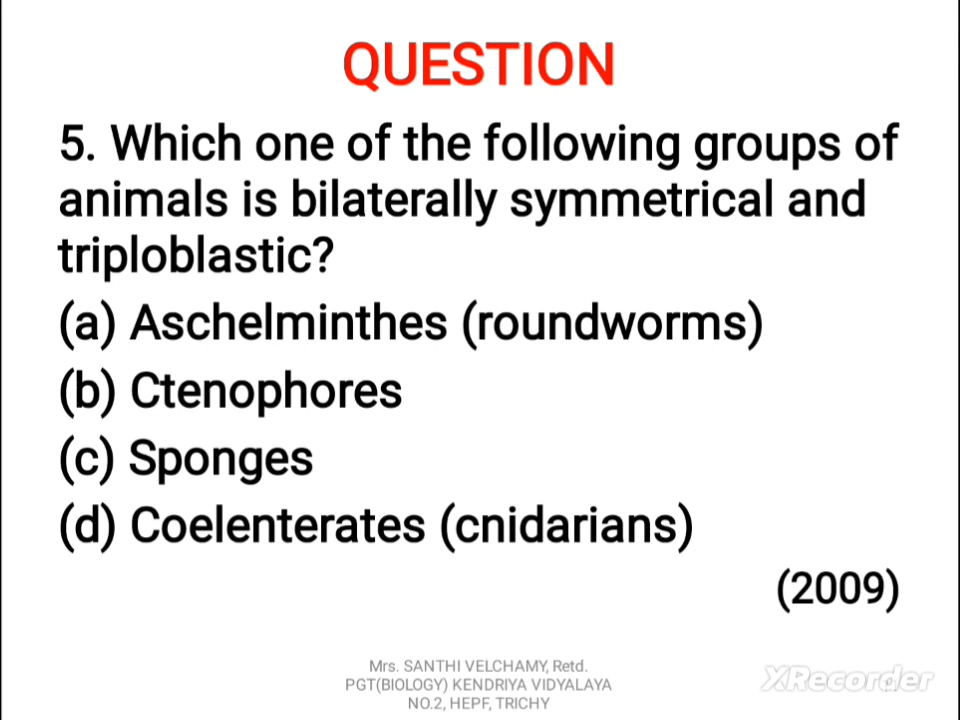 QUESTION
5. Which one of the following groups of
animals is bilaterally symmetrical and
triploblastic?
(a) Aschelminthes (roundworms)
(b) Ctenophores
(c) Sponges
(d) Coelenterates (cnidarians)
(2009)
Mrs. SANTHI VELCHAMY, Retd.
PGT(BIOLOGY) KENDRIYA VIDYALAYA
NO.2, HEPF, TRICHY
XRecorder